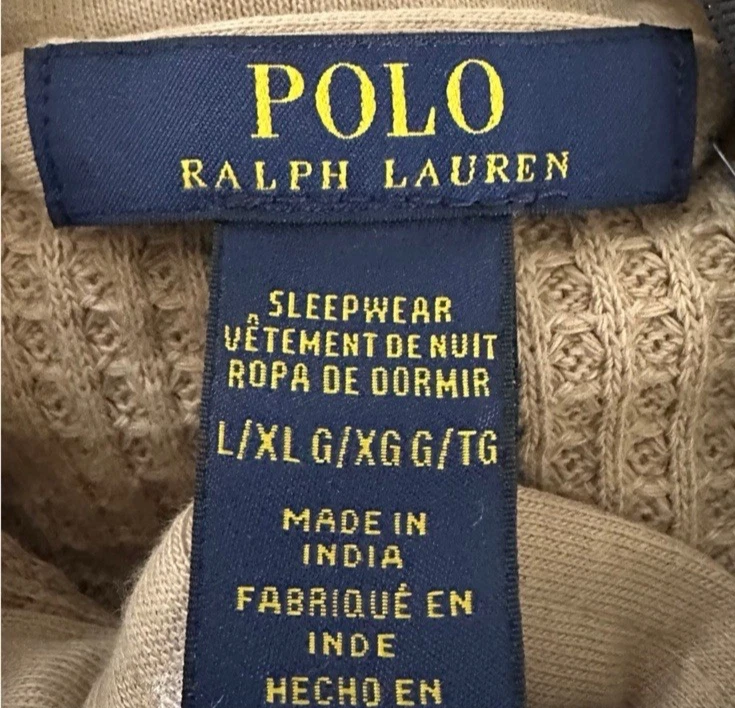 POLO
RALPH LAUREN
SLEEPWEAR
VÊTEMENT DE NUIT
ROPA DE DORMIR
L/XL G/XG G/TG
MADE IN
INDIA
FABRIQUÉ EN
INDE
HECHO EN